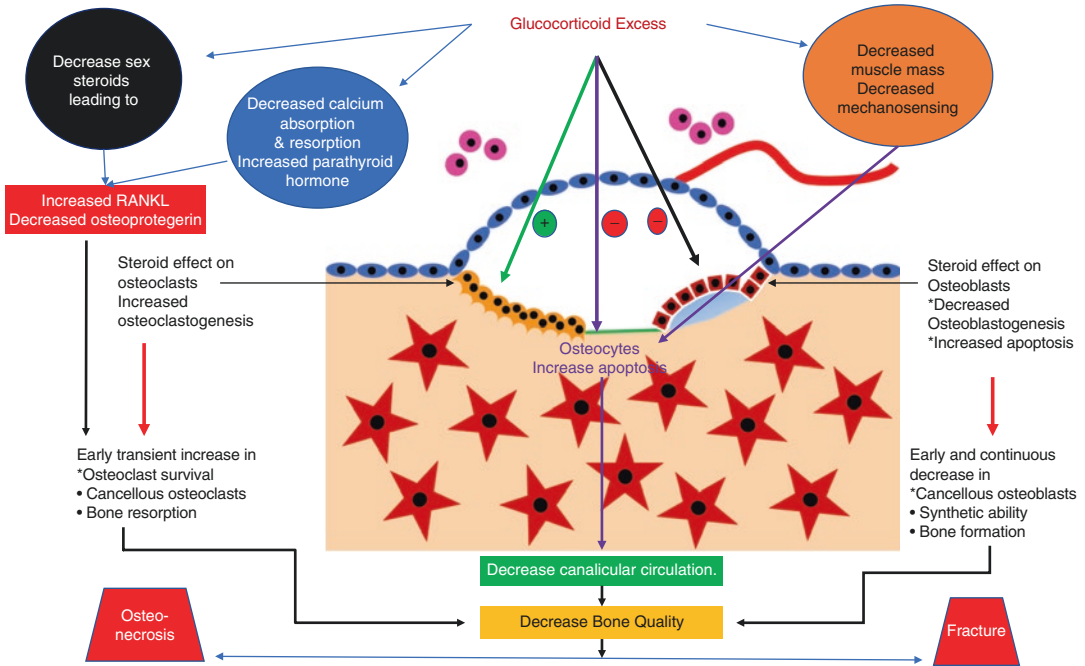 Glucocorticoid Excess
Decrease sex
steroids
leading to
Decreased calcium
absorption
& resorption
Increased parathyroid
hormone
Decreased
muscle mass
Decreased
mechanosensing
Increased RANKL
Decreased osteoprotegerin
+
−
−
Steroid effect on
osteoclasts
Increased
osteoclastogenesis
Steroid effect on
Osteoblasts
*Decreased
Osteoblastogenesis
*Increased apoptosis
Osteocytes
Increase apoptosis
Early transient increase in
*Osteoclast survival
• Cancellous osteoclasts
• Bone resorption
Early and continuous
decrease in
*Cancellous osteoblasts
• Synthetic ability
• Bone formation
Decrease canalicular circulation.
Decrease Bone Quality
Osteo-
necrosis
Fracture